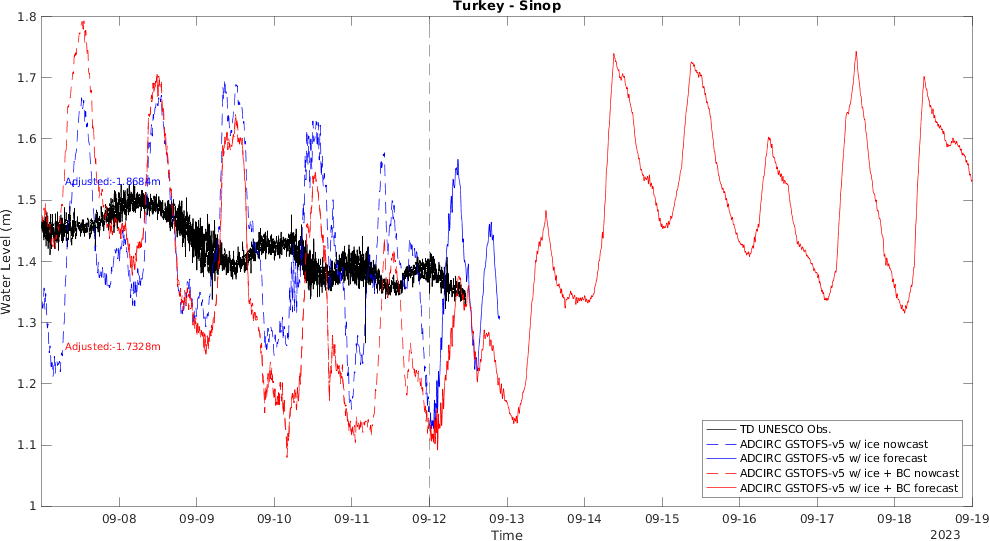 Turkey - Sinop
1.8
1.7
1.6
1.5
1.4
1.3
1.2
1.1
1
Water Level (m)
Adjusted:-1.8684m
Adjusted:-1.7328m
TD UNESCO Obs.
ADCIRC GSTOFS-v5 w/ ice nowcast
ADCIRC GSTOFS-v5 w/ ice forecast
ADCIRC GSTOFS-v5 w/ ice + BC nowcast
ADCIRC GSTOFS-v5 w/ ice + BC forecast
09-08 09-09 09-10 09-11 09-12 09-13 09-14 09-15 09-16 09-17 09-18 09-19
Time
2023